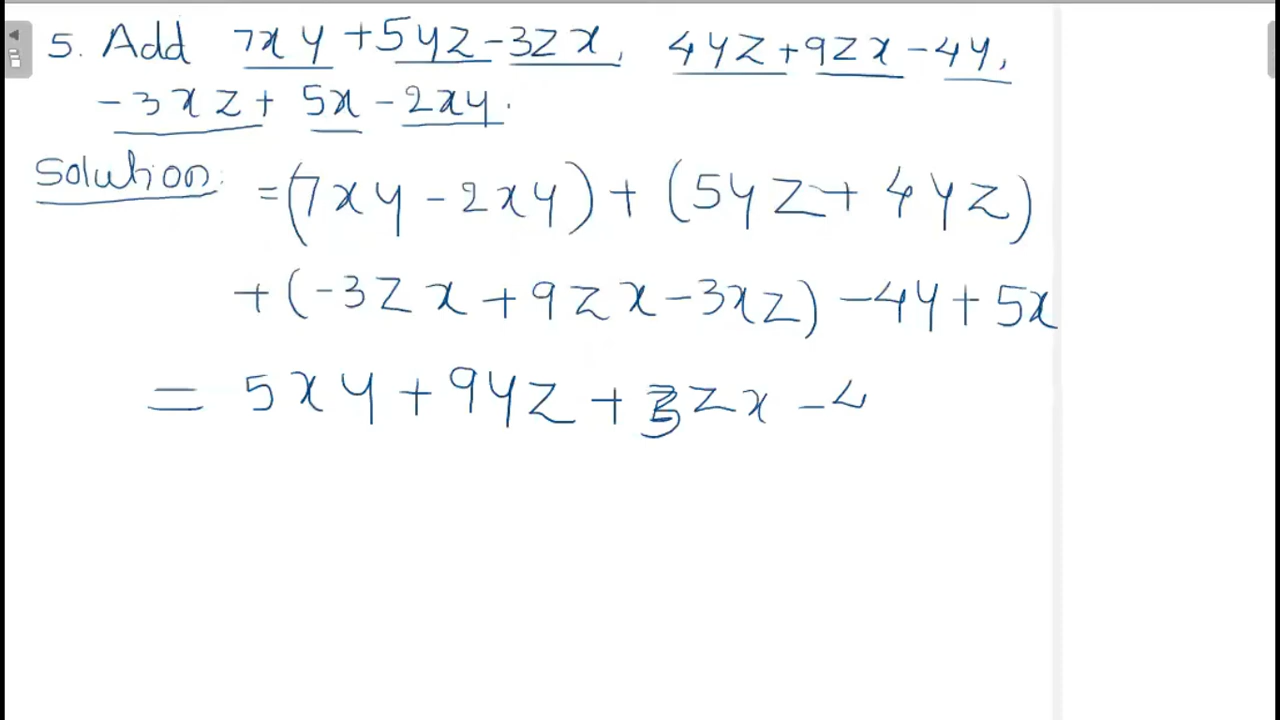 5. Add 7xy+5yz-3zx, 4yz+9zx-4y,
-3xz+ 5x-2xy.
Solution: =(7xy-2xy)+(5yz+4yz)
+(-3zx+9zx-3xz)-4y+5x
= 5xy+9yz+3zx-4